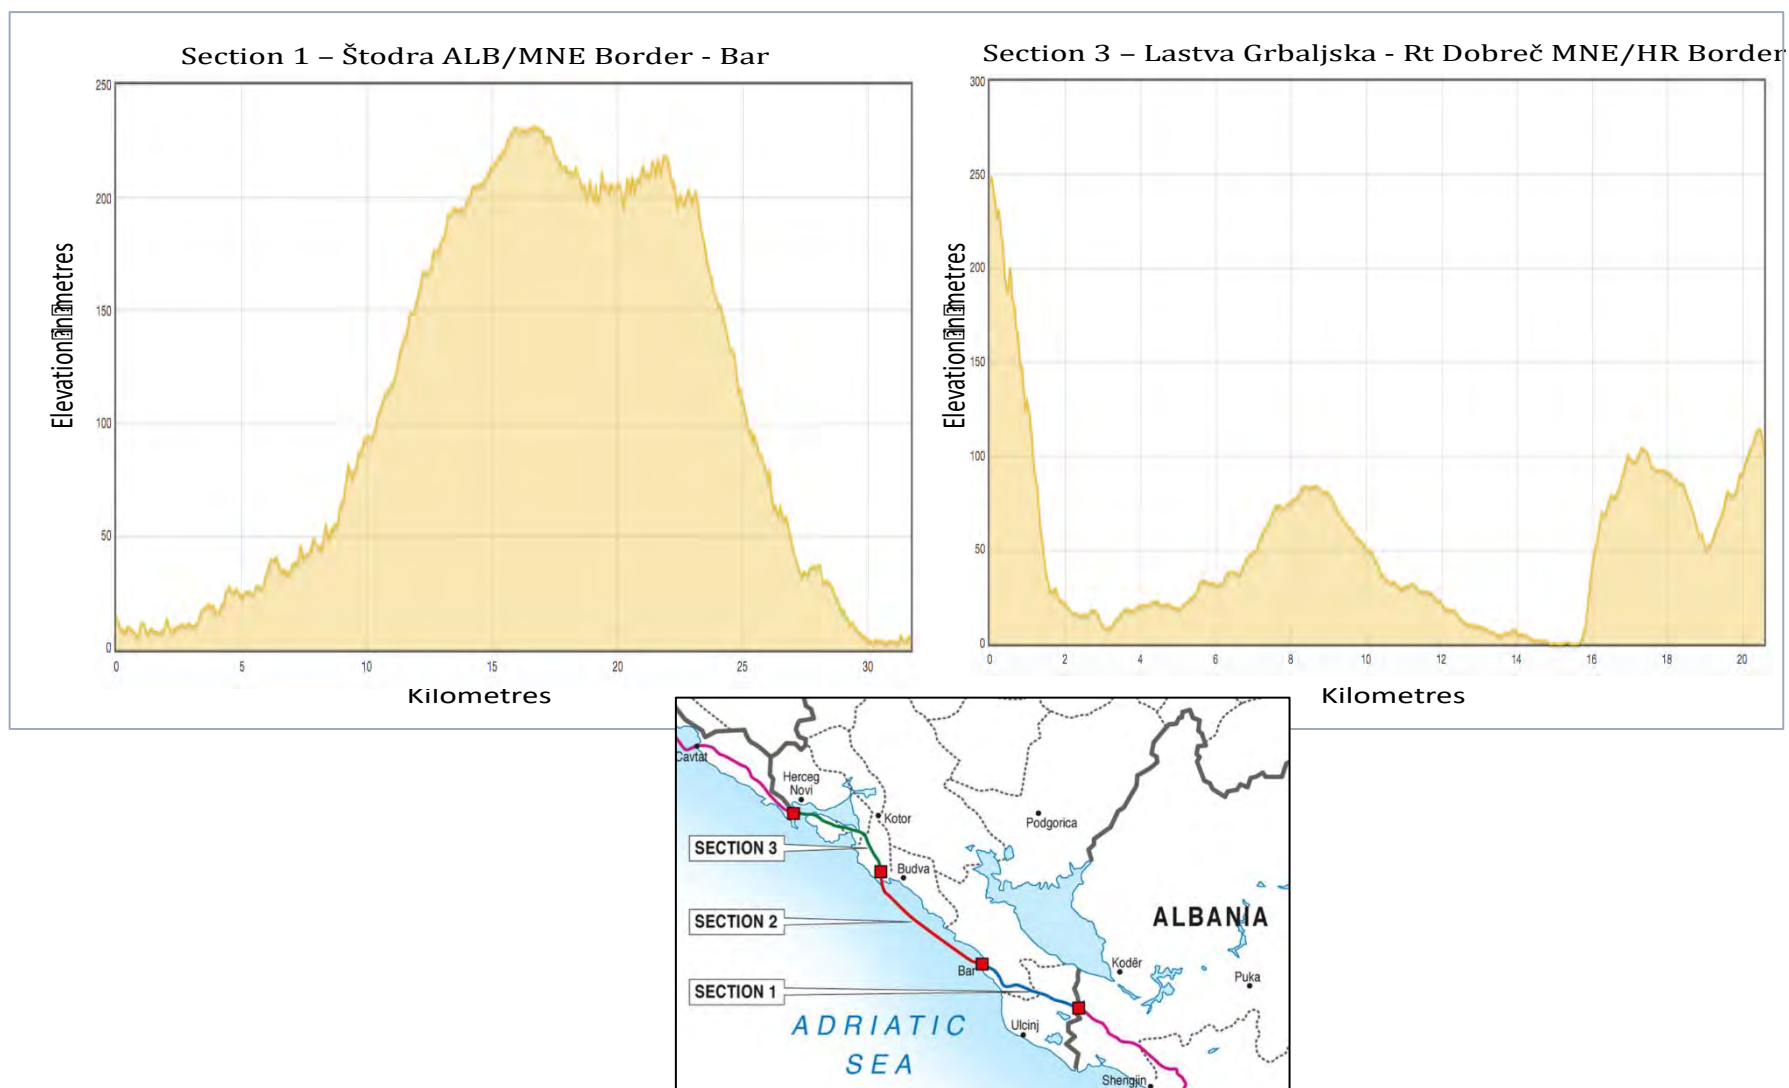 Section 1 – Štodra ALB/MNE Border - Bar
250
200
150
100
50
0
Elevation in metres
0 5 10 15 20 25 30
Kilometres
Section 3 – Lastva Grbaljska - Rt Dobreč MNE/HR Border
300
250
200
150
100
50
0
Elevation in metres
0 2 4 6 8 10 12 14 16 18 20
Kilometres
Cavtat
Herceg
Novi
Kotor
Podgorica
SECTION 3
Budva
SECTION 2
ALBANIA
Bar
Kodër
Puka
SECTION 1
Ulcinj
ADRIATIC
SEA
Shengjin